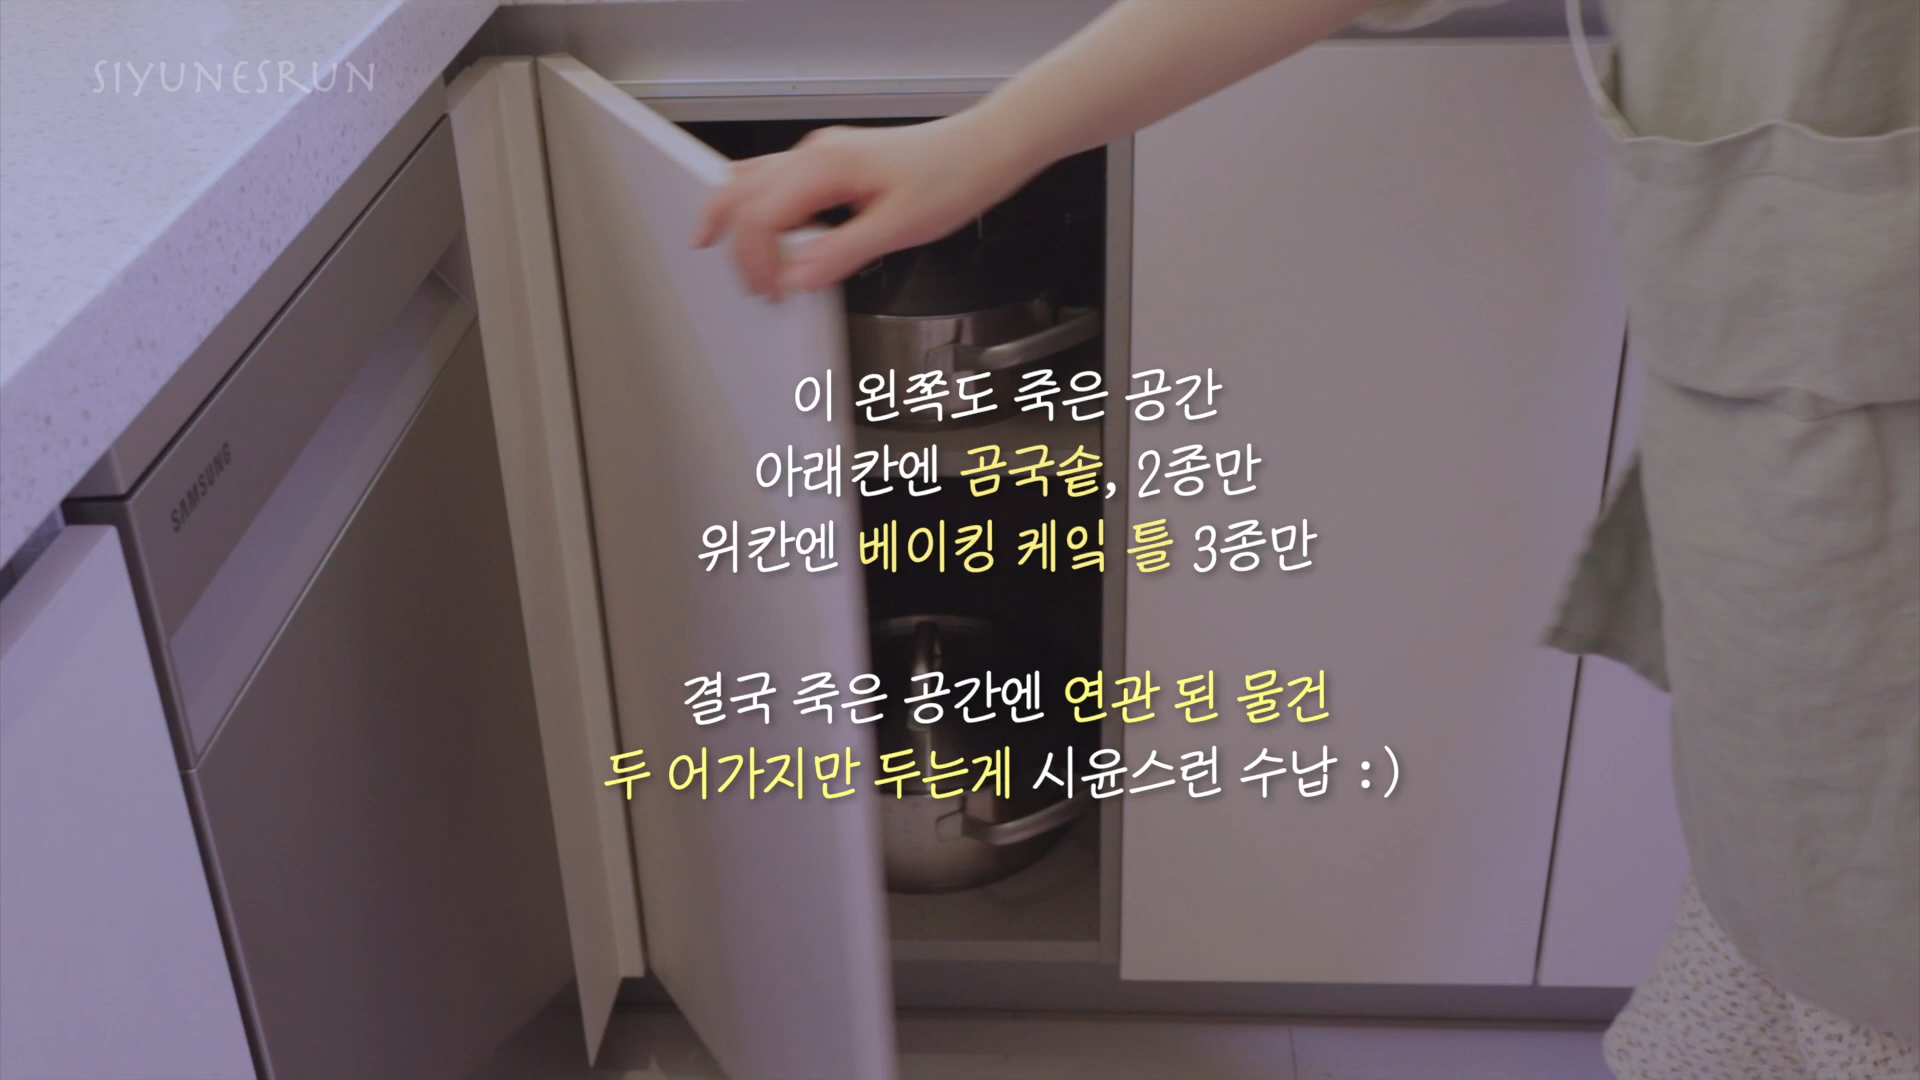 SIYUNESRUN
SAMSUNG
이 왼쪽도 죽은 공간
아래칸엔 곰국솥, 2종만
위칸엔 베이킹 케잌 틀 3종만
결국 죽은 공간엔 연관 된 물건
두 어가지만 두는게 시윤스런 수납 :)